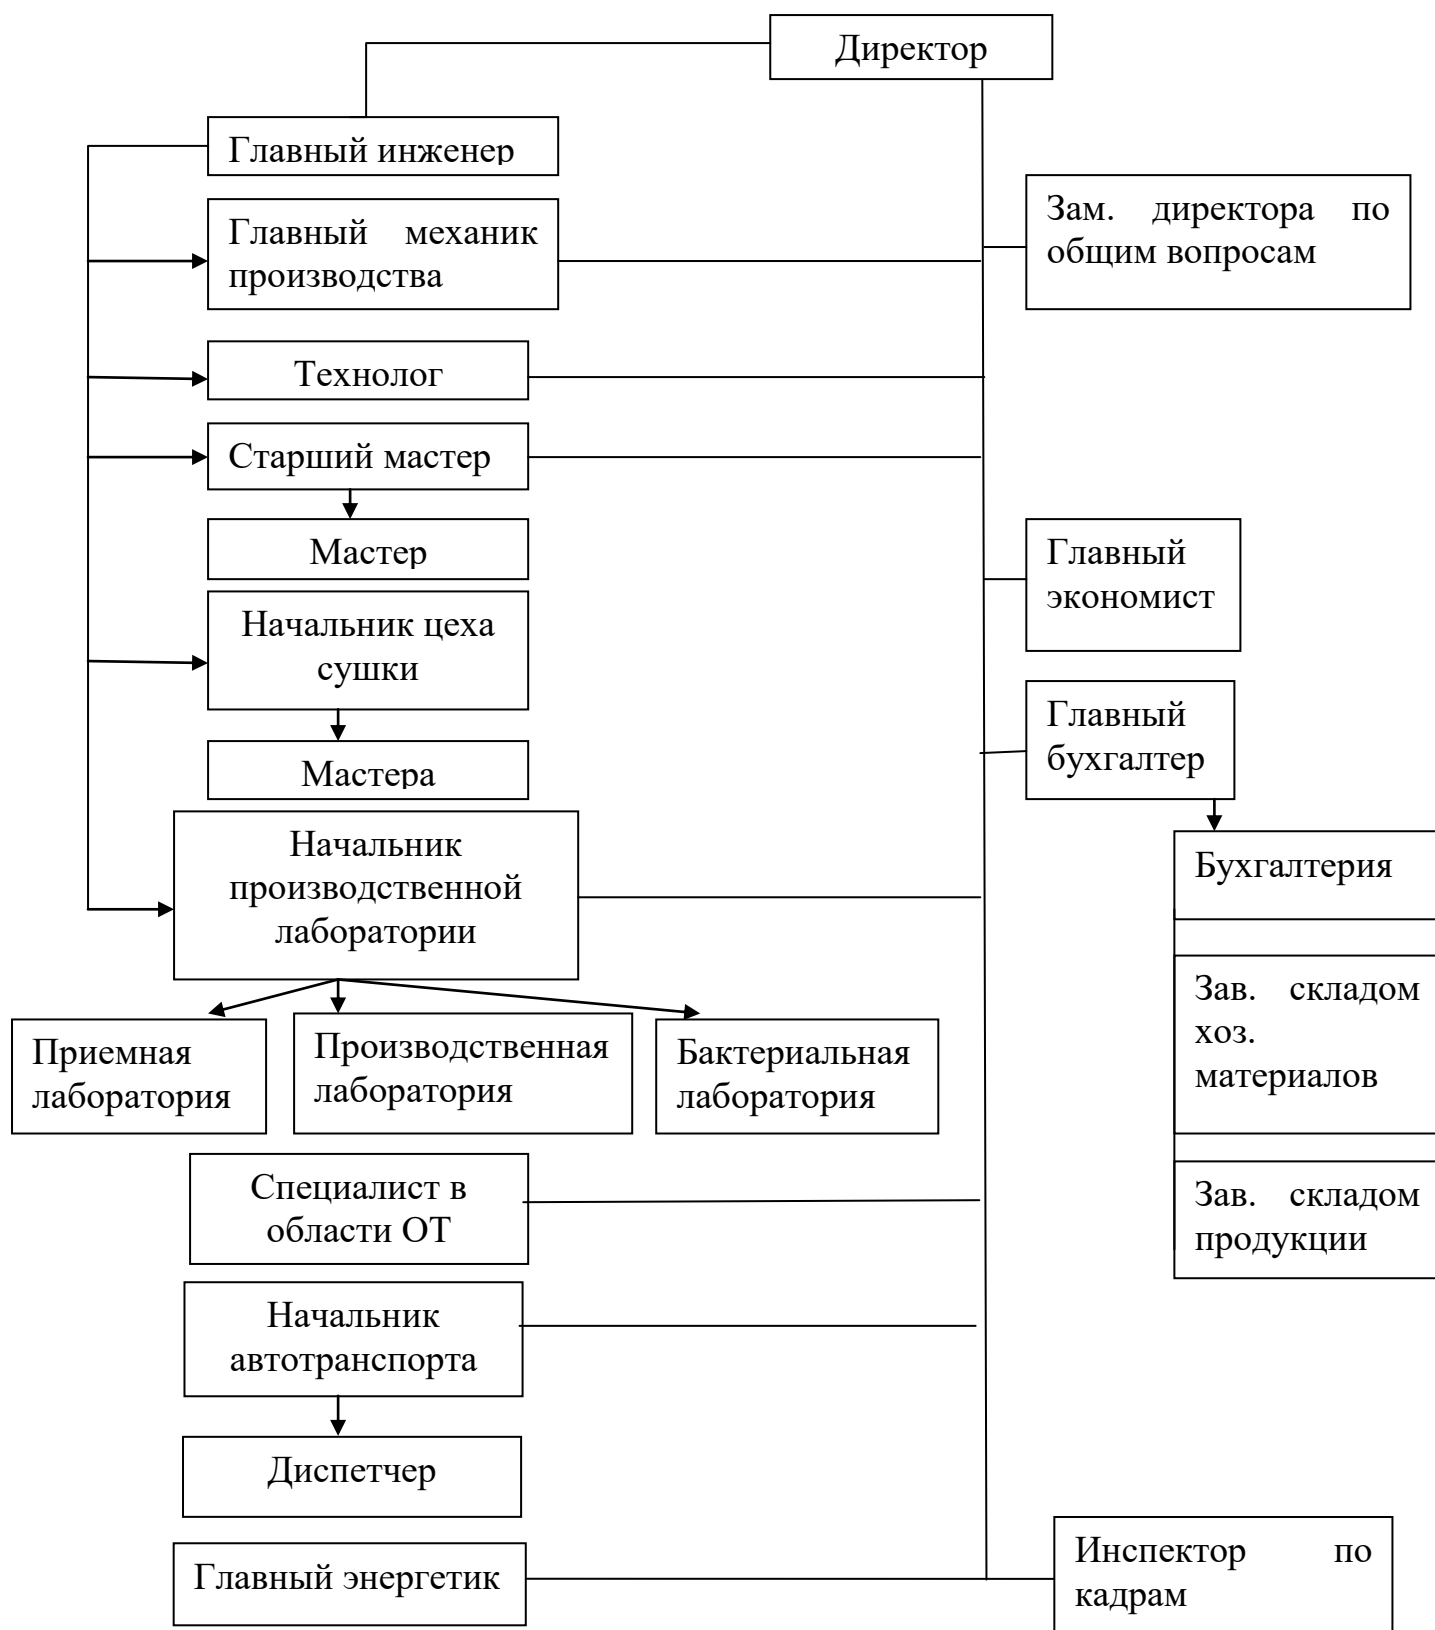 Директор
Главный инженер
Главный механик
производства
Зам. директора по
общим вопросам
Технолог
Старший мастер
Мастер
Главный
экономист
Начальник цеха
сушки
Главный
бухгалтер
Мастера
Начальник
производственной
лаборатории
Бухгалтерия
Зав. складом
хоз.
материалов
Приемная
лаборатория
Производственная
лаборатория
Бактериальная
лаборатория
Зав. складом
продукции
Специалист в
области ОТ
Начальник
автотранспорта
Диспетчер
Главный энергетик
Инспектор по
кадрам